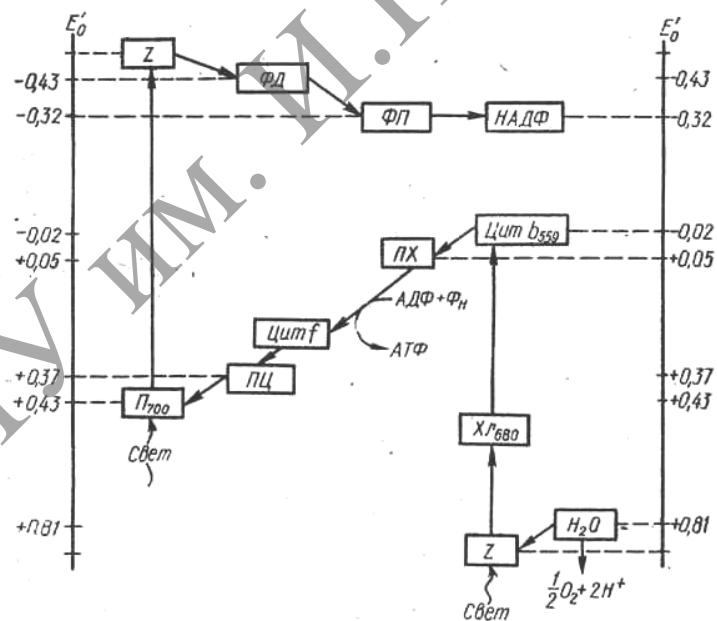 E'₀ E'₀
Z
-0,43 ФД -0,43
-0,32 ФП НАДФ -0,32
-0,02 Цит b₅₅₉ -0,02
+0,05 ПХ +0,05
АДФ+Фн
Цит f
АТФ
+0,37 ПЦ +0,37
+0,43 П₇₀₀ +0,43
Хл₆₈₀
Свет
+0,81 H₂O +0,81
Z
½O₂+2H⁺
Свет
им. И.